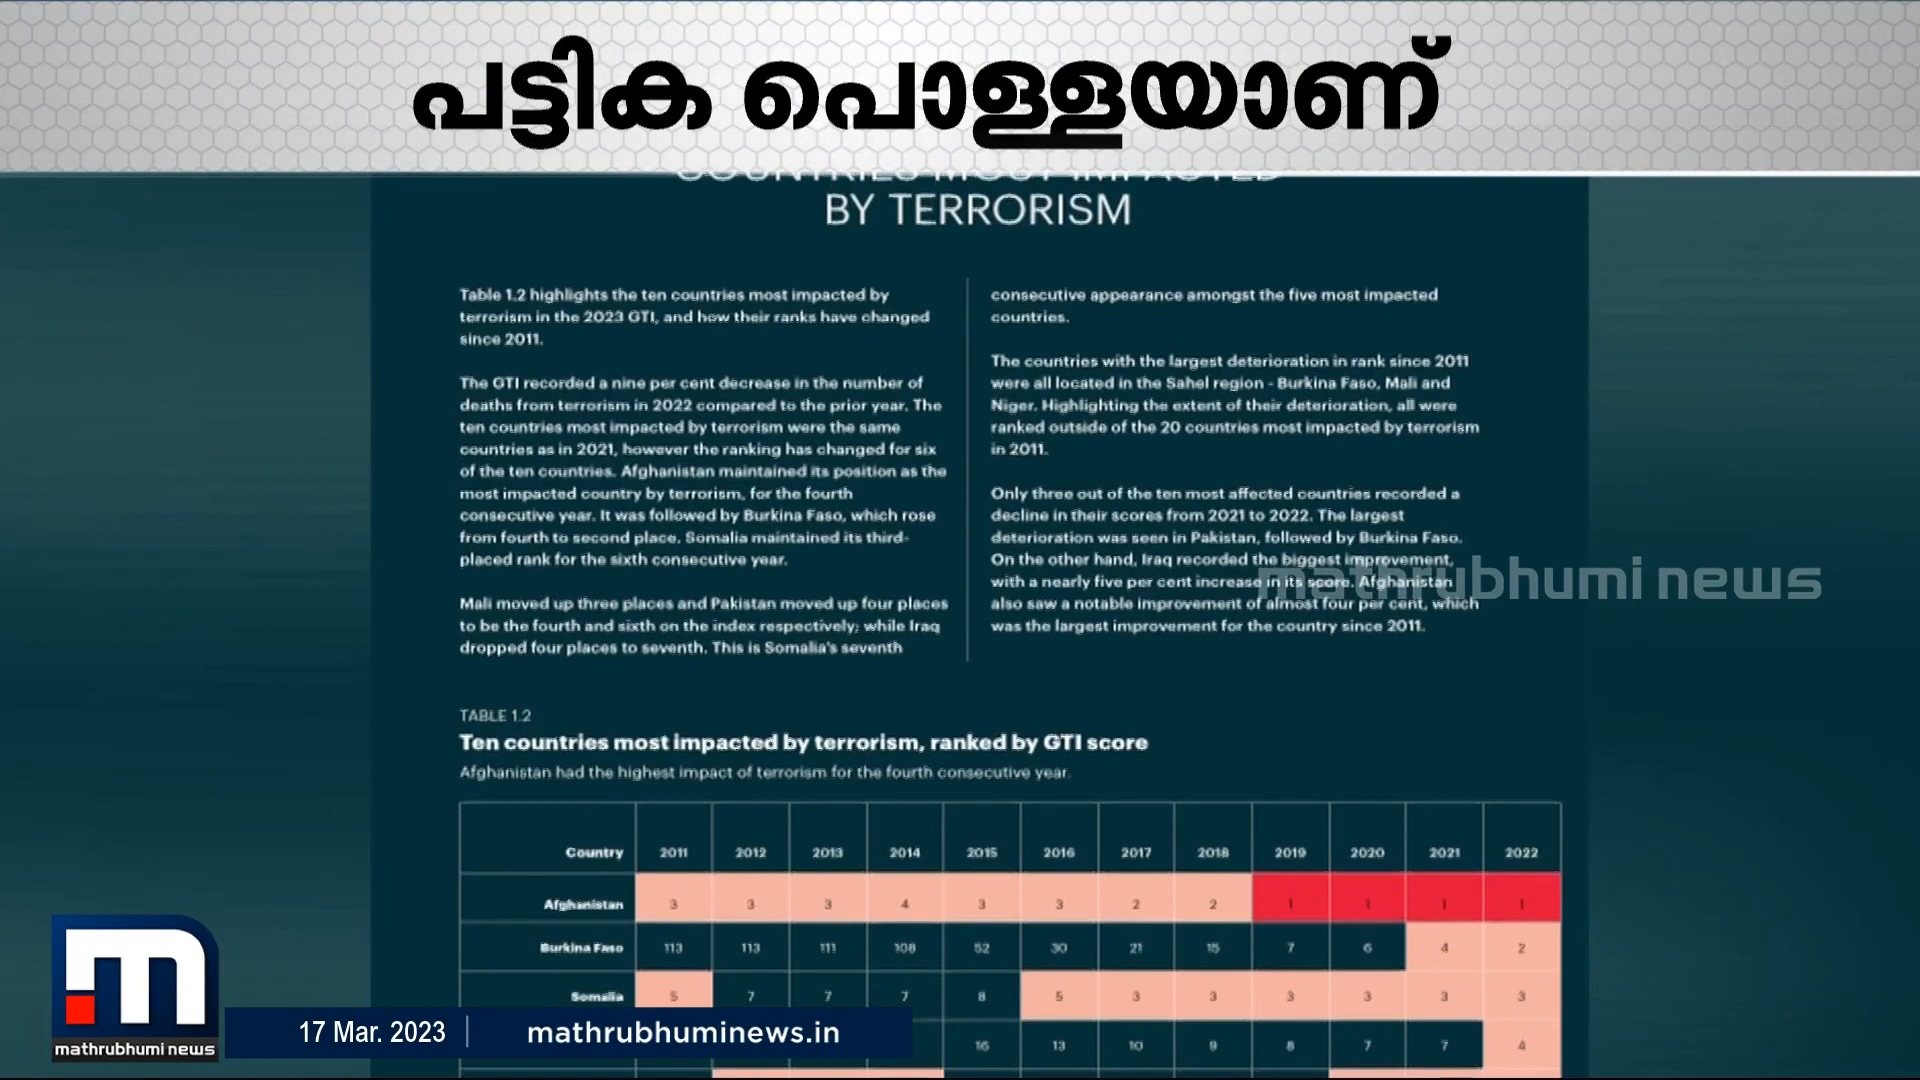 പട്ടിക പൊള്ളയാണ്
COUNTRIES MOST IMPACTED
BY TERRORISM
Table 1.2 highlights the ten countries most impacted by
terrorism in the 2023 GTI, and how their ranks have changed
since 2011.
The GTI recorded a nine per cent decrease in the number of
deaths from terrorism in 2022 compared to the prior year. The
ten countries most impacted by terrorism were the same
countries as in 2021, however the ranking has changed for six
of the ten countries. Afghanistan maintained its position as the
most impacted country by terrorism, for the fourth
consecutive year. It was followed by Burkina Faso, which rose
from fourth to second place. Somalia maintained its third-
placed rank for the sixth consecutive year.
Mali moved up three places and Pakistan moved up four places
to be the fourth and sixth on the index respectively; while Iraq
dropped four places to seventh. This is Somalia's seventh
consecutive appearance amongst the five most impacted
countries.
The countries with the largest deterioration in rank since 2011
were all located in the Sahel region - Burkina Faso, Mali and
Niger. Highlighting the extent of their deterioration, all were
ranked outside of the 20 countries most impacted by terrorism
in 2011.
Only three out of the ten most affected countries recorded a
decline in their scores from 2021 to 2022. The largest
deterioration was seen in Pakistan, followed by Burkina Faso.
On the other hand, Iraq recorded the biggest improvement,
with a nearly five per cent increase in its score. Afghanistan
also saw a notable improvement of almost four per cent, which
was the largest improvement for the country since 2011.
mathrubhumi news
TABLE 1.2
Ten countries most impacted by terrorism, ranked by GTI score
Afghanistan had the highest impact of terrorism for the fourth consecutive year.
Country 2011 2012 2013 2014 2015 2016 2017 2018 2019 2020 2021 2022
Afghanistan 3 3 3 4 3 3 2 2 1 1 1 1
Burkina Faso 113 113 111 108 52 30 21 15 7 6 4 2
Somalia 5 7 7 7 8 5 3 3 3 3 3 3
16 13 10 9 8 7 7 4
17 Mar. 2023 mathrubhuminews.in
mathrubhumi news